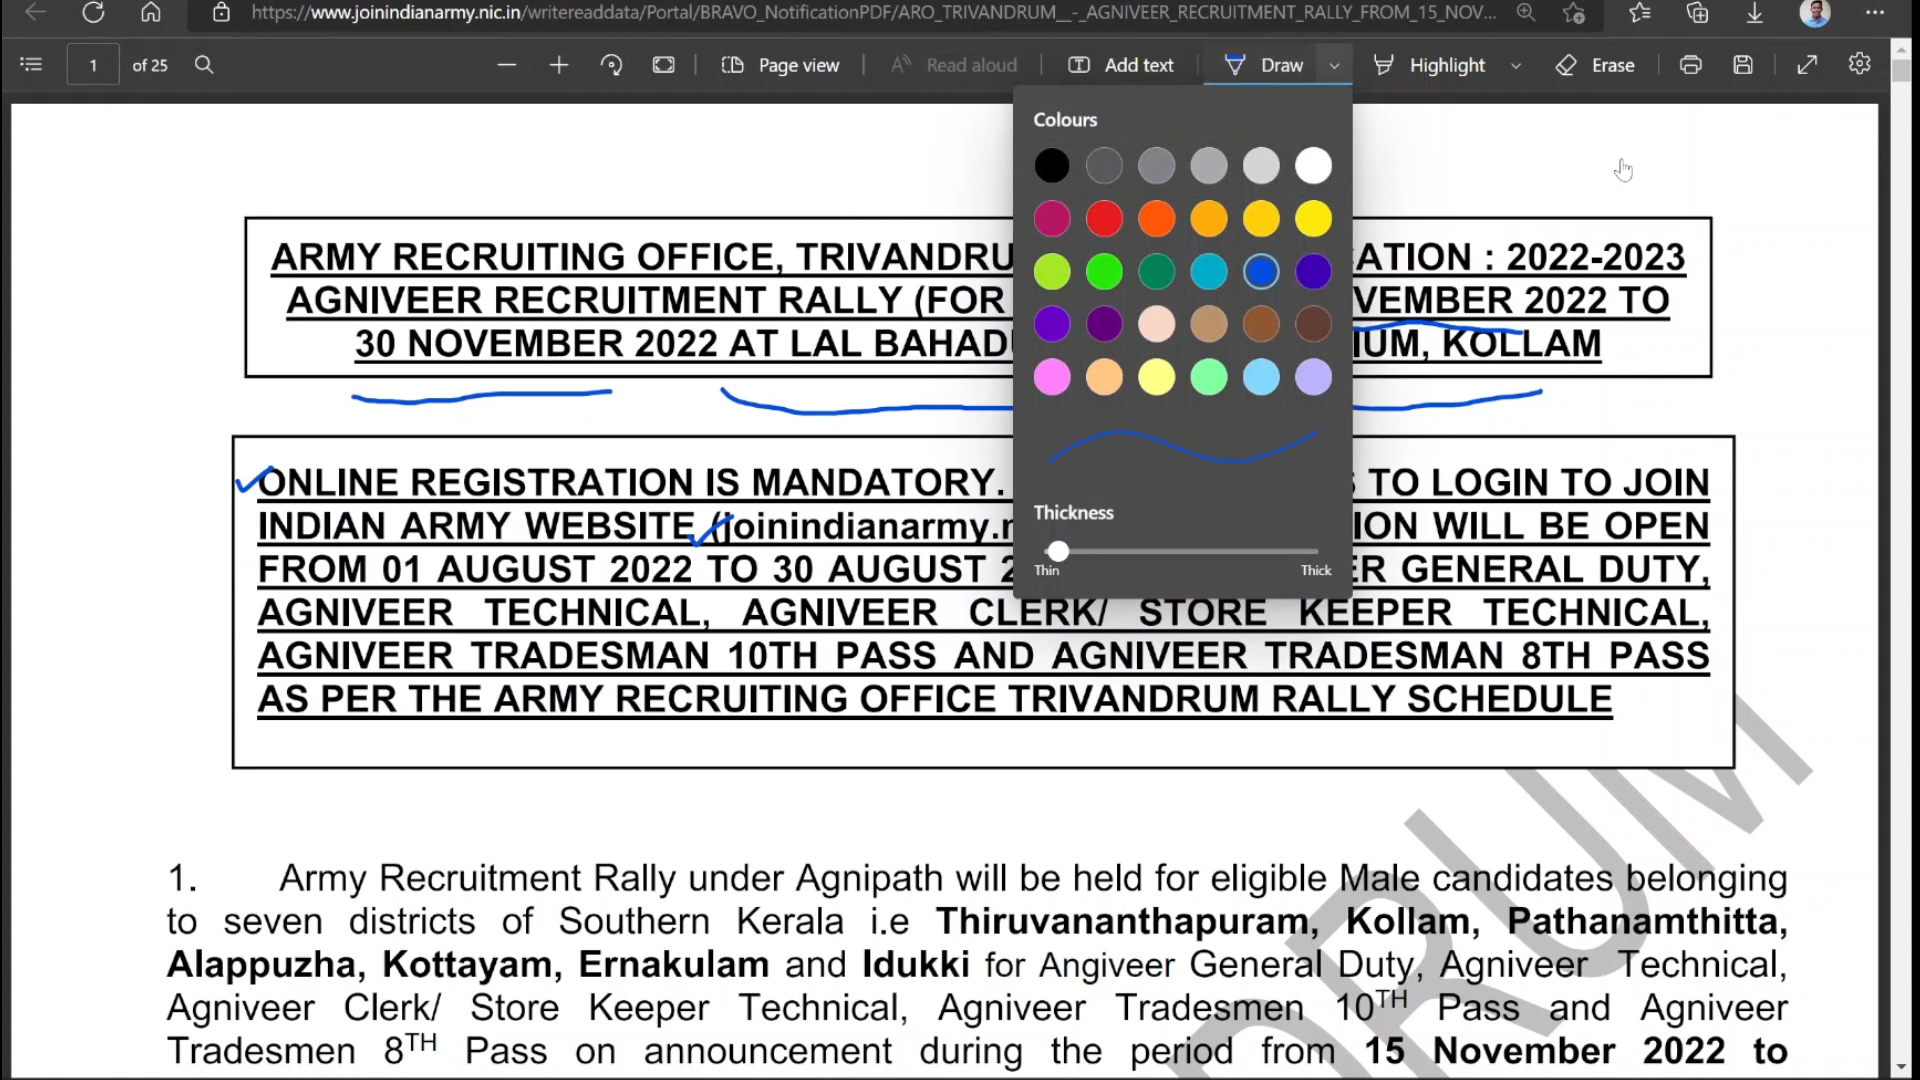 https://www.joinindianarmy.nic.in/writereaddata/Portal/BRAVO_NotificationPDF/ARO_TRIVANDRUM__-_AGNIVEER_RECRUITMENT_RALLY_FROM_15_NOV...
1 of 25 Page view Read aloud Add text Draw Highlight Erase
Colours
Thickness
Thin Thick
ARMY RECRUITING OFFICE, TRIVANDRU CATION : 2022-2023
AGNIVEER RECRUITMENT RALLY (FOR VEMBER 2022 TO
30 NOVEMBER 2022 AT LAL BAHAD IUM, KOLLAM
ONLINE REGISTRATION IS MANDATORY. S TO LOGIN TO JOIN
INDIAN ARMY WEBSITE (joinindianarmy.n ION WILL BE OPEN
FROM 01 AUGUST 2022 TO 30 AUGUST 2 ER GENERAL DUTY,
AGNIVEER TECHNICAL, AGNIVEER CLERK/ STORE KEEPER TECHNICAL,
AGNIVEER TRADESMAN 10TH PASS AND AGNIVEER TRADESMAN 8TH PASS
AS PER THE ARMY RECRUITING OFFICE TRIVANDRUM RALLY SCHEDULE
1. Army Recruitment Rally under Agnipath will be held for eligible Male candidates belonging
to seven districts of Southern Kerala i.e Thiruvananthapuram, Kollam, Pathanamthitta,
Alappuzha, Kottayam, Ernakulam and Idukki for Angiveer General Duty, Agniveer Technical,
Agniveer Clerk/ Store Keeper Technical, Agniveer Tradesmen 10TH Pass and Agniveer
Tradesmen 8TH Pass on announcement during the period from 15 November 2022 to
DRUM